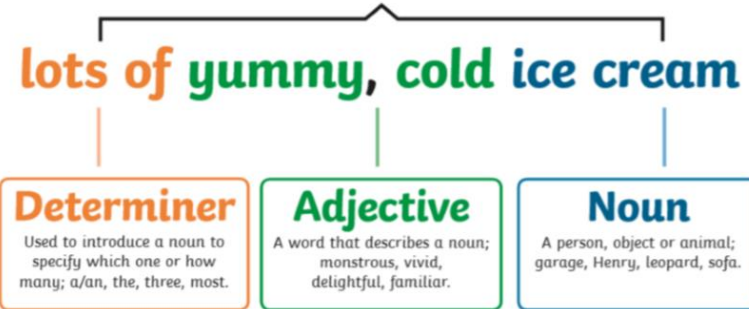 lots of yummy, cold ice cream
Determiner
Used to introduce a noun to
specify which one or how
many; a/an, the, three, most.
Adjective
A word that describes a noun;
monstrous, vivid,
delightful, familiar.
Noun
A person, object or animal;
garage, Henry, leopard, sofa.